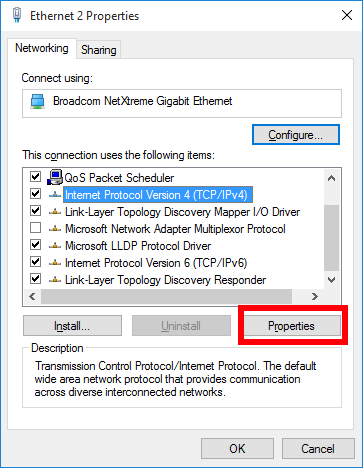 Ethernet 2 Properties
Networking
Sharing
Connect using:
Broadcom NetXtreme Gigabit Ethernet
Configure...
This connection uses the following items:
QoS Packet Scheduler
Internet Protocol Version 4 (TCP/IPv4)
Link-Layer Topology Discovery Mapper I/O Driver
Microsoft Network Adapter Multiplexor Protocol
Microsoft LLDP Protocol Driver
Internet Protocol Version 6 (TCP/IPv6)
Link-Layer Topology Discovery Responder
Install...
Uninstall
Properties
Description
Transmission Control Protocol/Internet Protocol. The default
wide area network protocol that provides communication
across diverse interconnected networks.
OK
Cancel